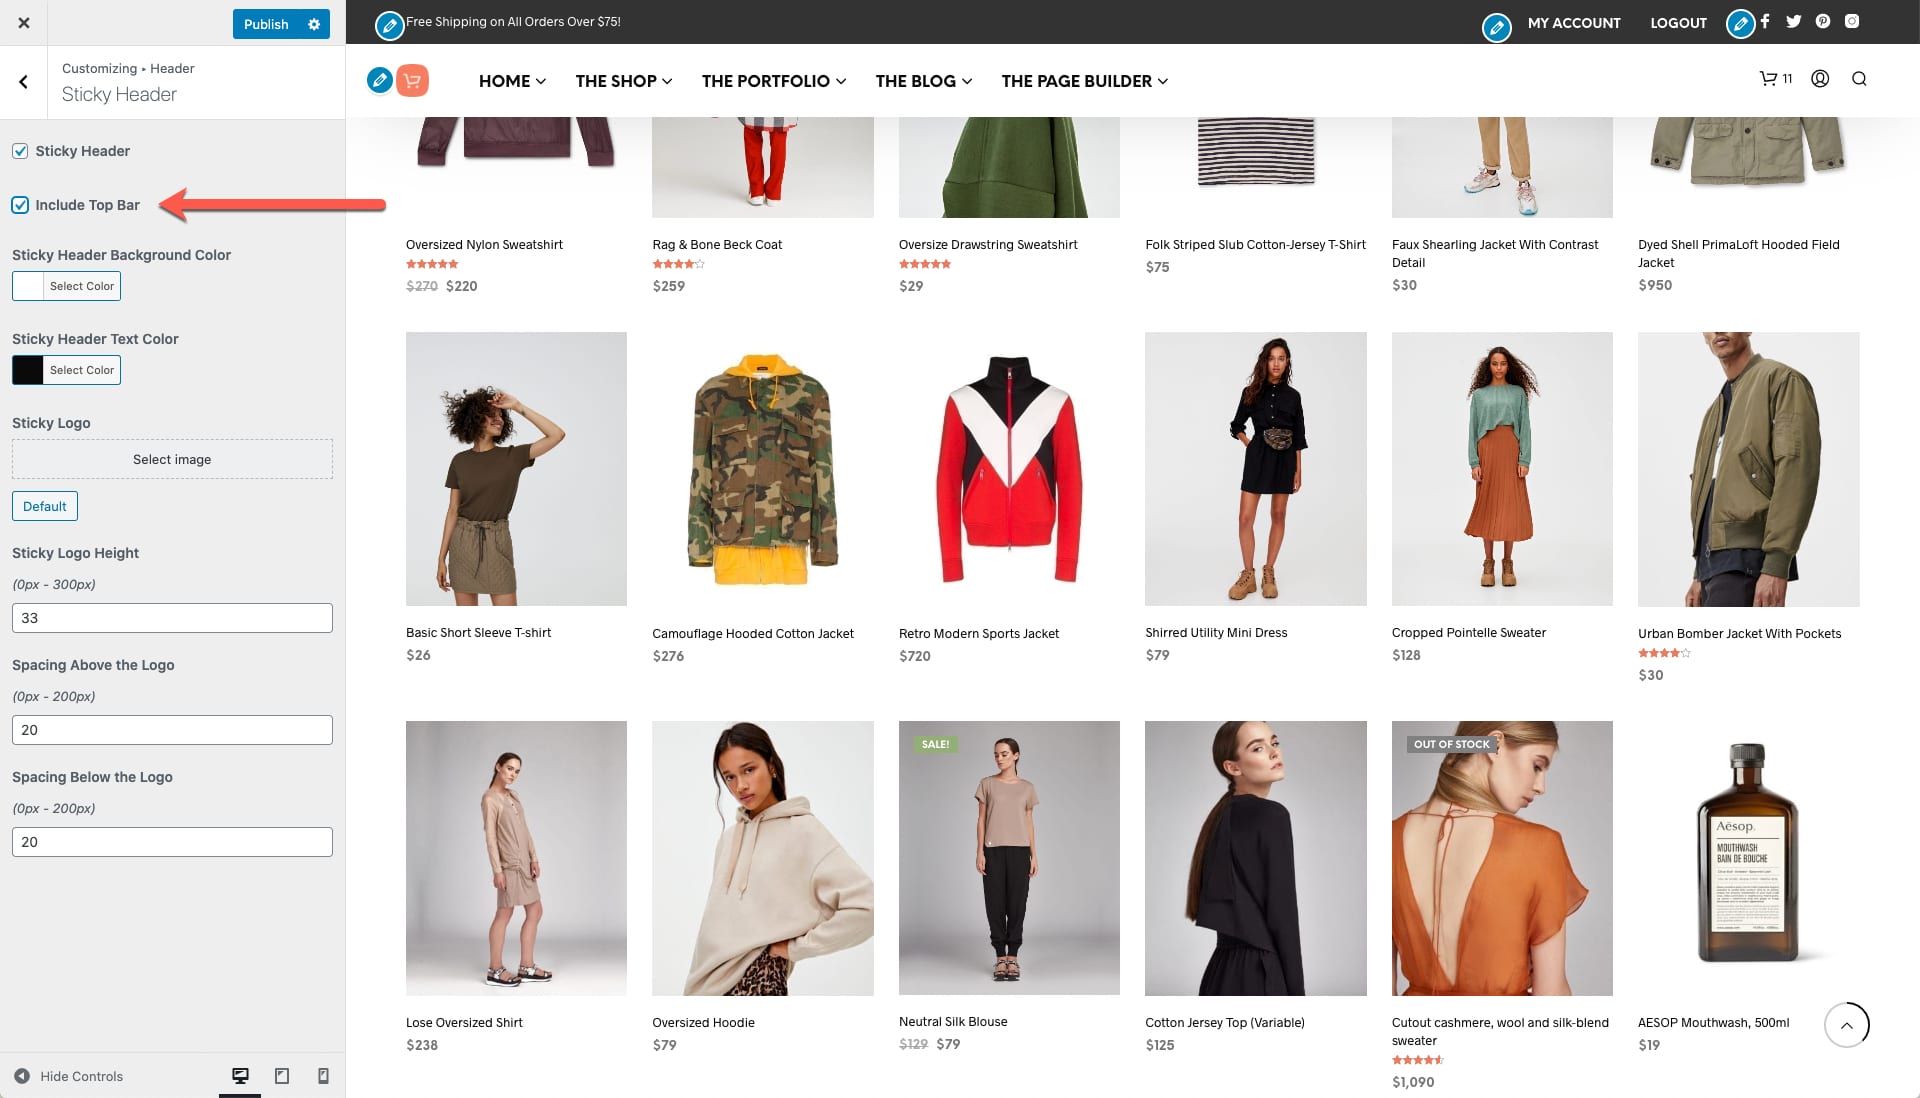 Publish
Customizing ▸ Header
Sticky Header
Sticky Header
Include Top Bar
Sticky Header Background Color
Select Color
Sticky Header Text Color
Select Color
Sticky Logo
Select image
Default
Sticky Logo Height
(0px - 300px)
33
Spacing Above the Logo
(0px - 200px)
20
Spacing Below the Logo
(0px - 200px)
20
Hide Controls
Free Shipping on All Orders Over $75!
MY ACCOUNT
LOGOUT
HOME
THE SHOP
THE PORTFOLIO
THE BLOG
THE PAGE BUILDER
11
Oversized Nylon Sweatshirt
$270 $220
Rag & Bone Beck Coat
$259
Oversize Drawstring Sweatshirt
$29
Folk Striped Slub Cotton-Jersey T-Shirt
$75
Faux Shearling Jacket With Contrast
Detail
$30
Dyed Shell PrimaLoft Hooded Field
Jacket
$950
Basic Short Sleeve T-shirt
$26
Camouflage Hooded Cotton Jacket
$276
Retro Modern Sports Jacket
$720
Shirred Utility Mini Dress
$79
Cropped Pointelle Sweater
$128
Urban Bomber Jacket With Pockets
$30
Lose Oversized Shirt
$238
Oversized Hoodie
$79
SALE!
Neutral Silk Blouse
$129 $79
Cotton Jersey Top (Variable)
$125
OUT OF STOCK
Cutout cashmere, wool and silk-blend
sweater
$1,090
Aēsop.
MOUTHWASH
BAIN DE BOUCHE
AESOP Mouthwash, 500ml
$19